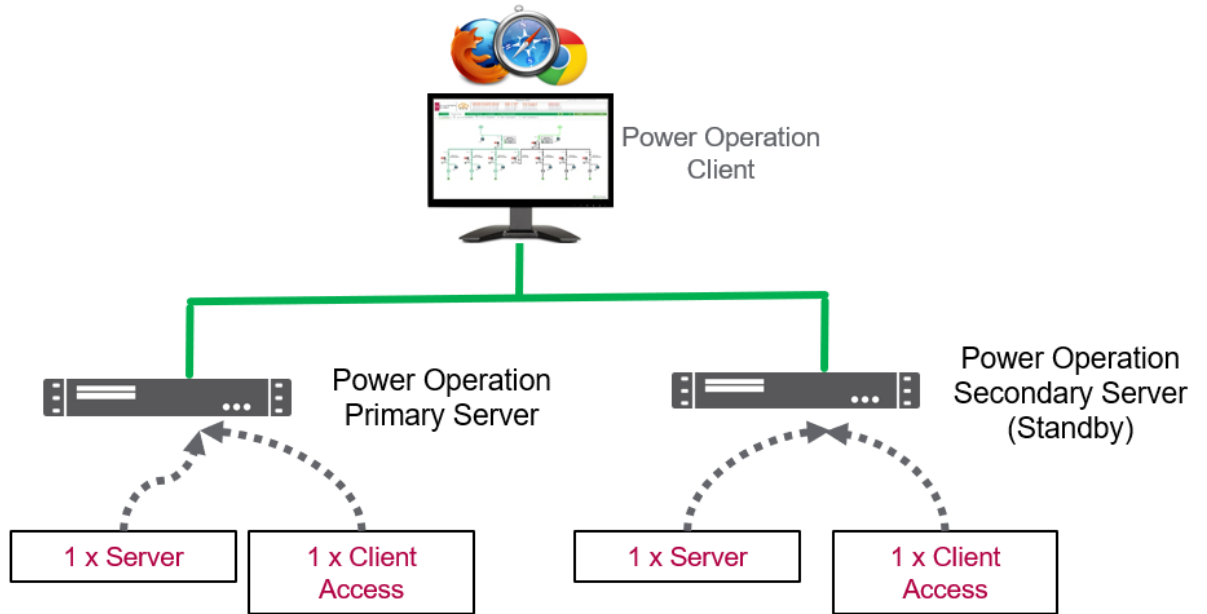 Power Operation
Client
Power Operation
Primary Server
Power Operation
Secondary Server
(Standby)
1 x Server
1 x Client
Access
1 x Server
1 x Client
Access